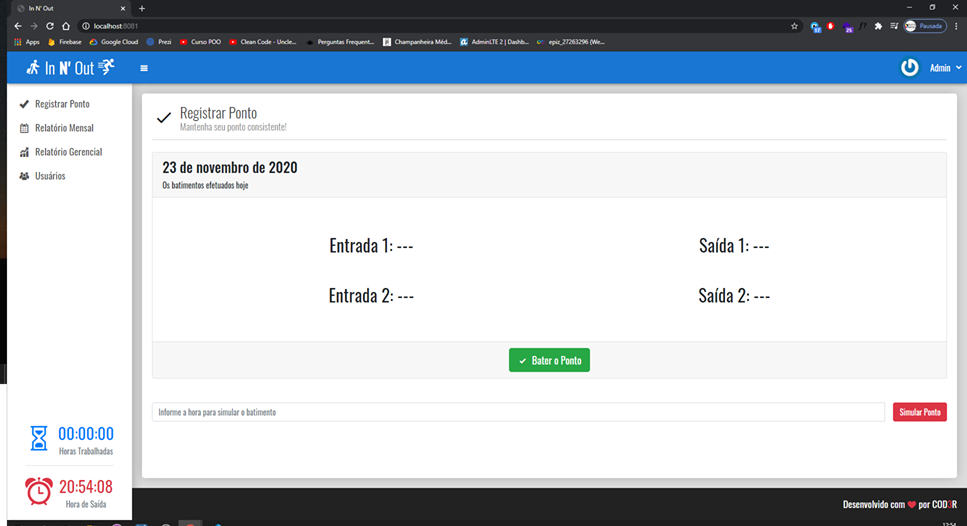 In N' Out
localhost:8081
Pausada
Apps
Firebase
Google Cloud
Prezi
Curso POO
Clean Code - Uncle...
Perguntas Frequent...
Champanheira Méd...
AdminLTE 2 | Dashb...
epiz_27263296 (We...
In N' Out
Admin
Registrar Ponto
Relatório Mensal
Relatório Gerencial
Usuários
Registrar Ponto
Mantenha seu ponto consistente!
23 de novembro de 2020
Os batimentos efetuados hoje
Entrada 1: ---
Saída 1: ---
Entrada 2: ---
Saída 2: ---
Bater o Ponto
Informe a hora para simular o batimento
Simular Ponto
00:00:00
Horas Trabalhadas
20:54:08
Hora de Saída
Desenvolvido com ❤ por COD3R